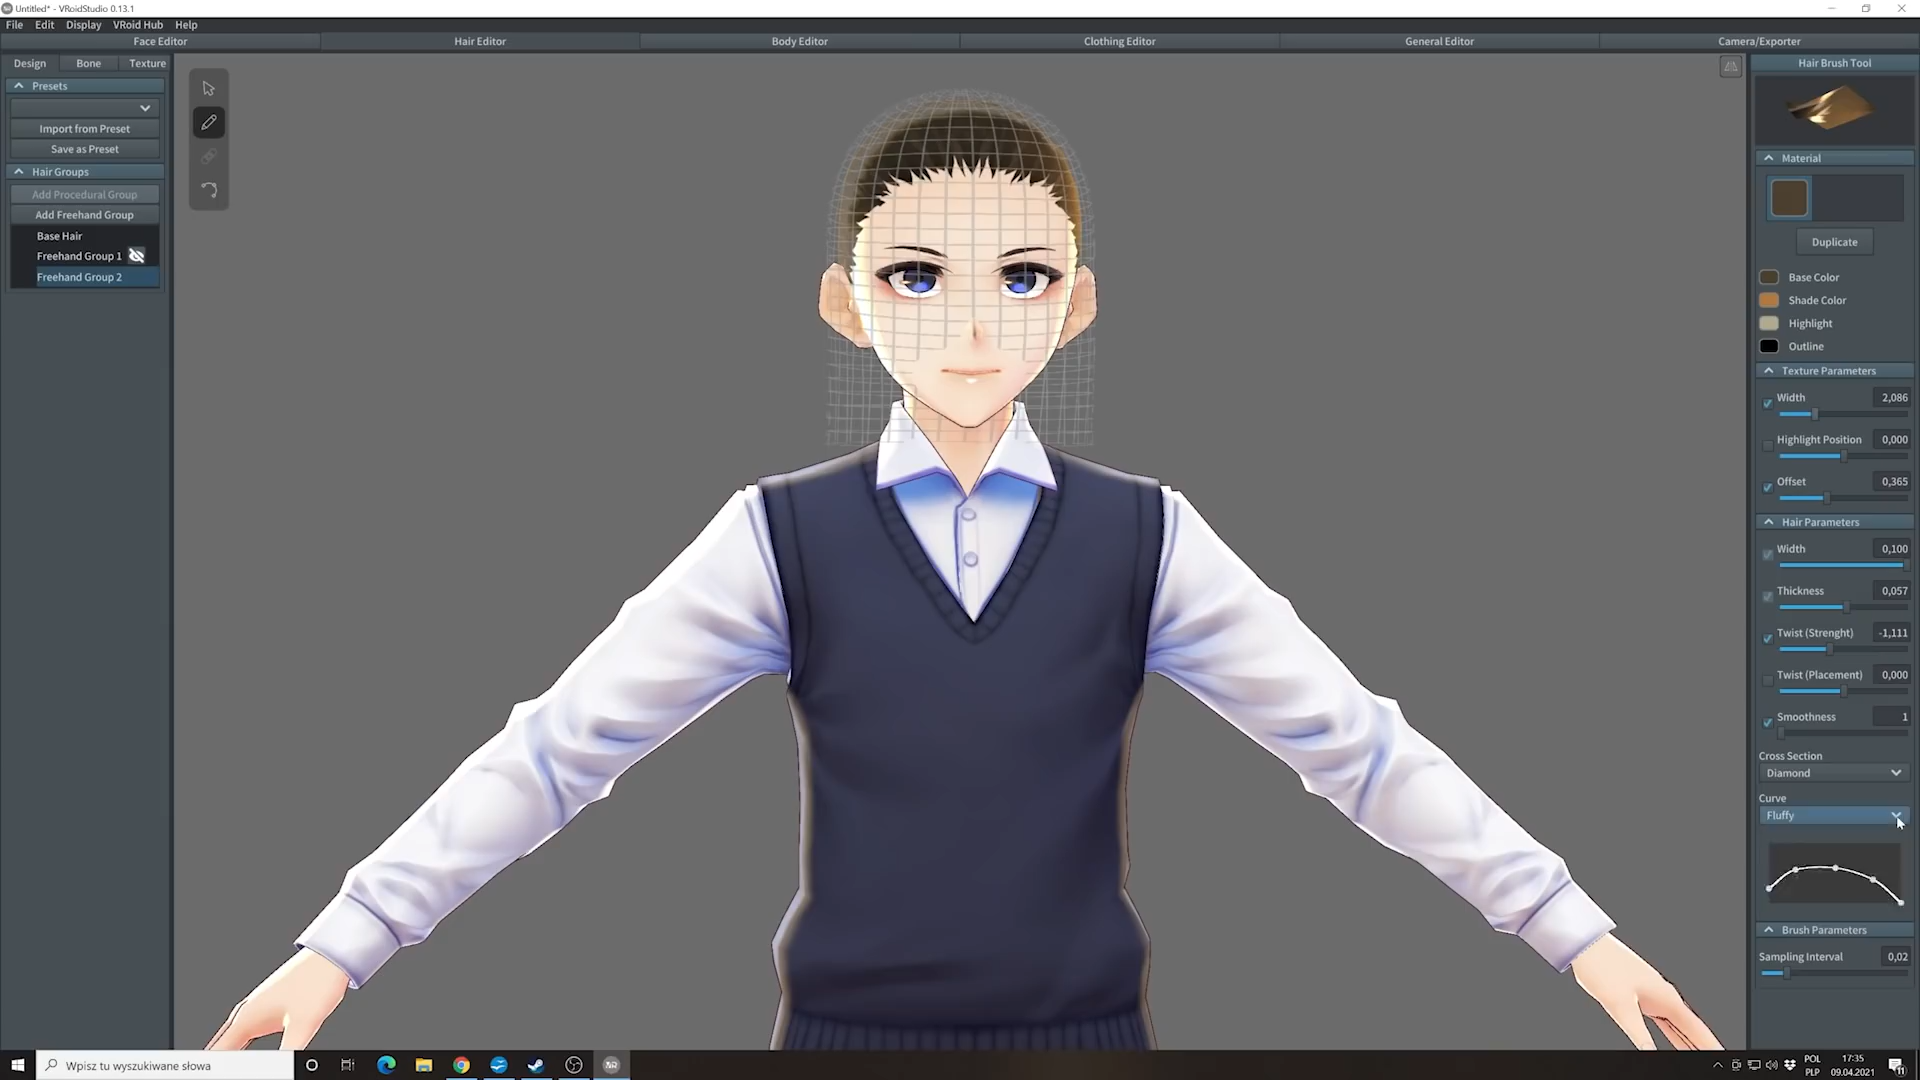 Untitled* - VRoidStudio 0.13.1
File Edit Display VRoid Hub Help
Face Editor Hair Editor Body Editor Clothing Editor General Editor Camera/Exporter
Design Bone Texture
Presets
Import from Preset
Save as Preset
Hair Groups
Add Procedural Group
Add Freehand Group
Base Hair
Freehand Group 1
Freehand Group 2
Hair Brush Tool
Material
Duplicate
Base Color
Shade Color
Highlight
Outline
Texture Parameters
Width 2,086
Highlight Position 0,000
Offset 0,365
Hair Parameters
Width 0,100
Thickness 0,057
Twist (Strenght) -1,111
Twist (Placement) 0,000
Smoothness 1
Cross Section
Diamond
Curve
Fluffy
Brush Parameters
Sampling Interval 0,02
Wpisz tu wyszukiwane słowa
POL
PLP
17:35
09.04.2021
11